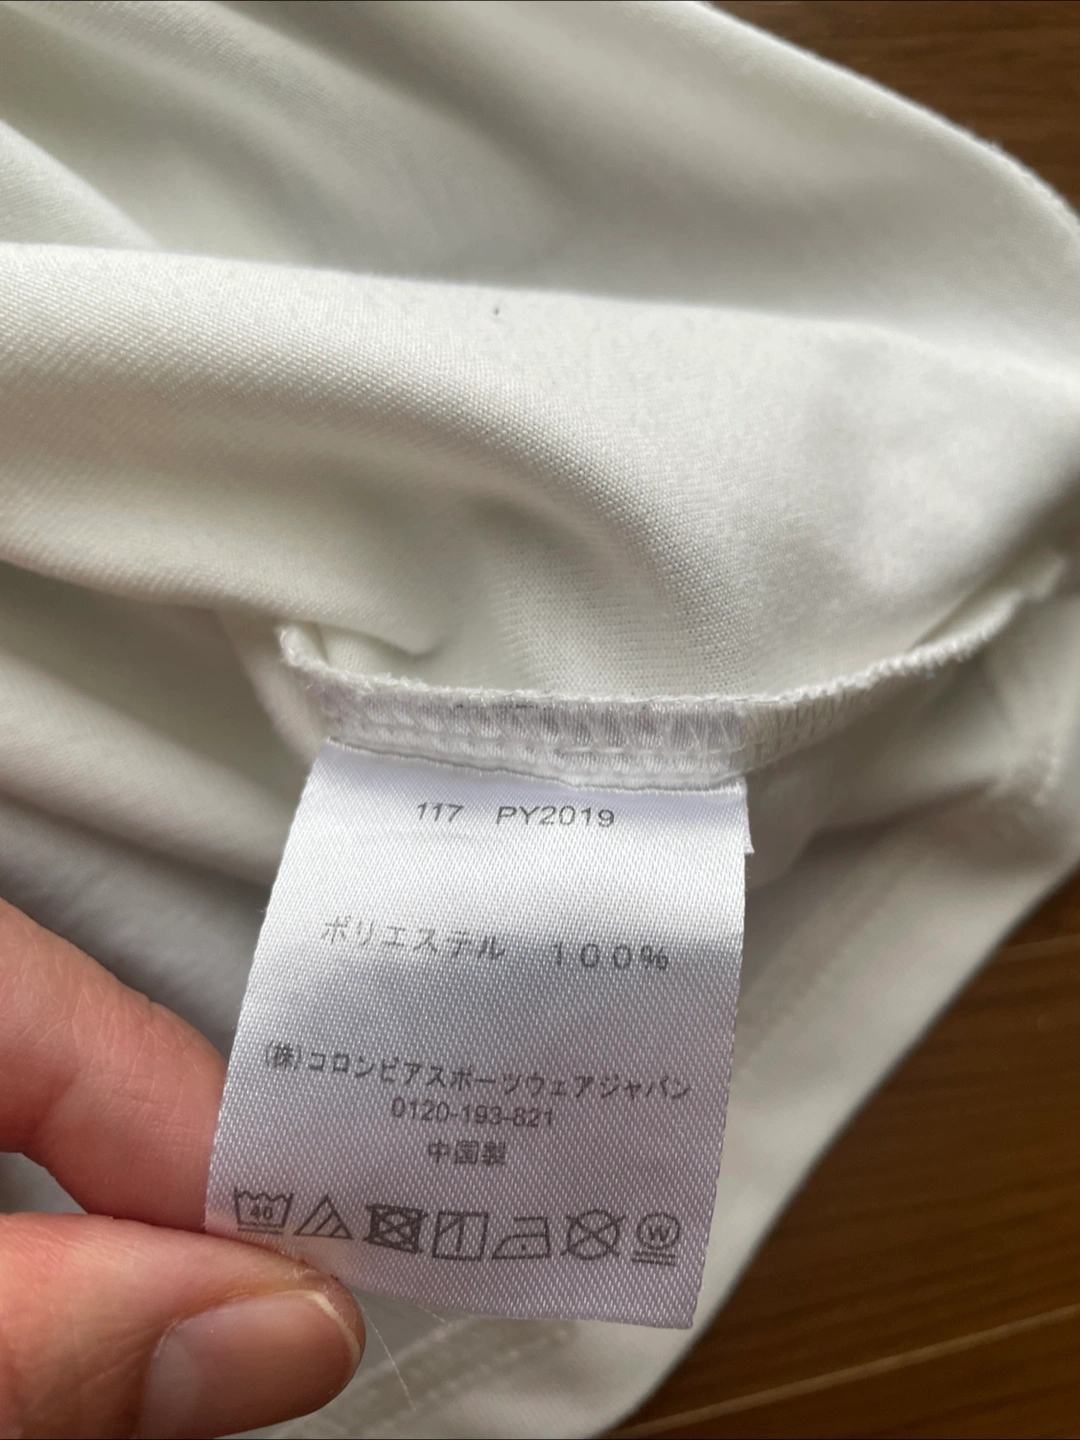 117 PY2019
ポリエステル 100%
(株)コロンビアスポーツウェアジャパン
0120-193-821
中国製
40 W